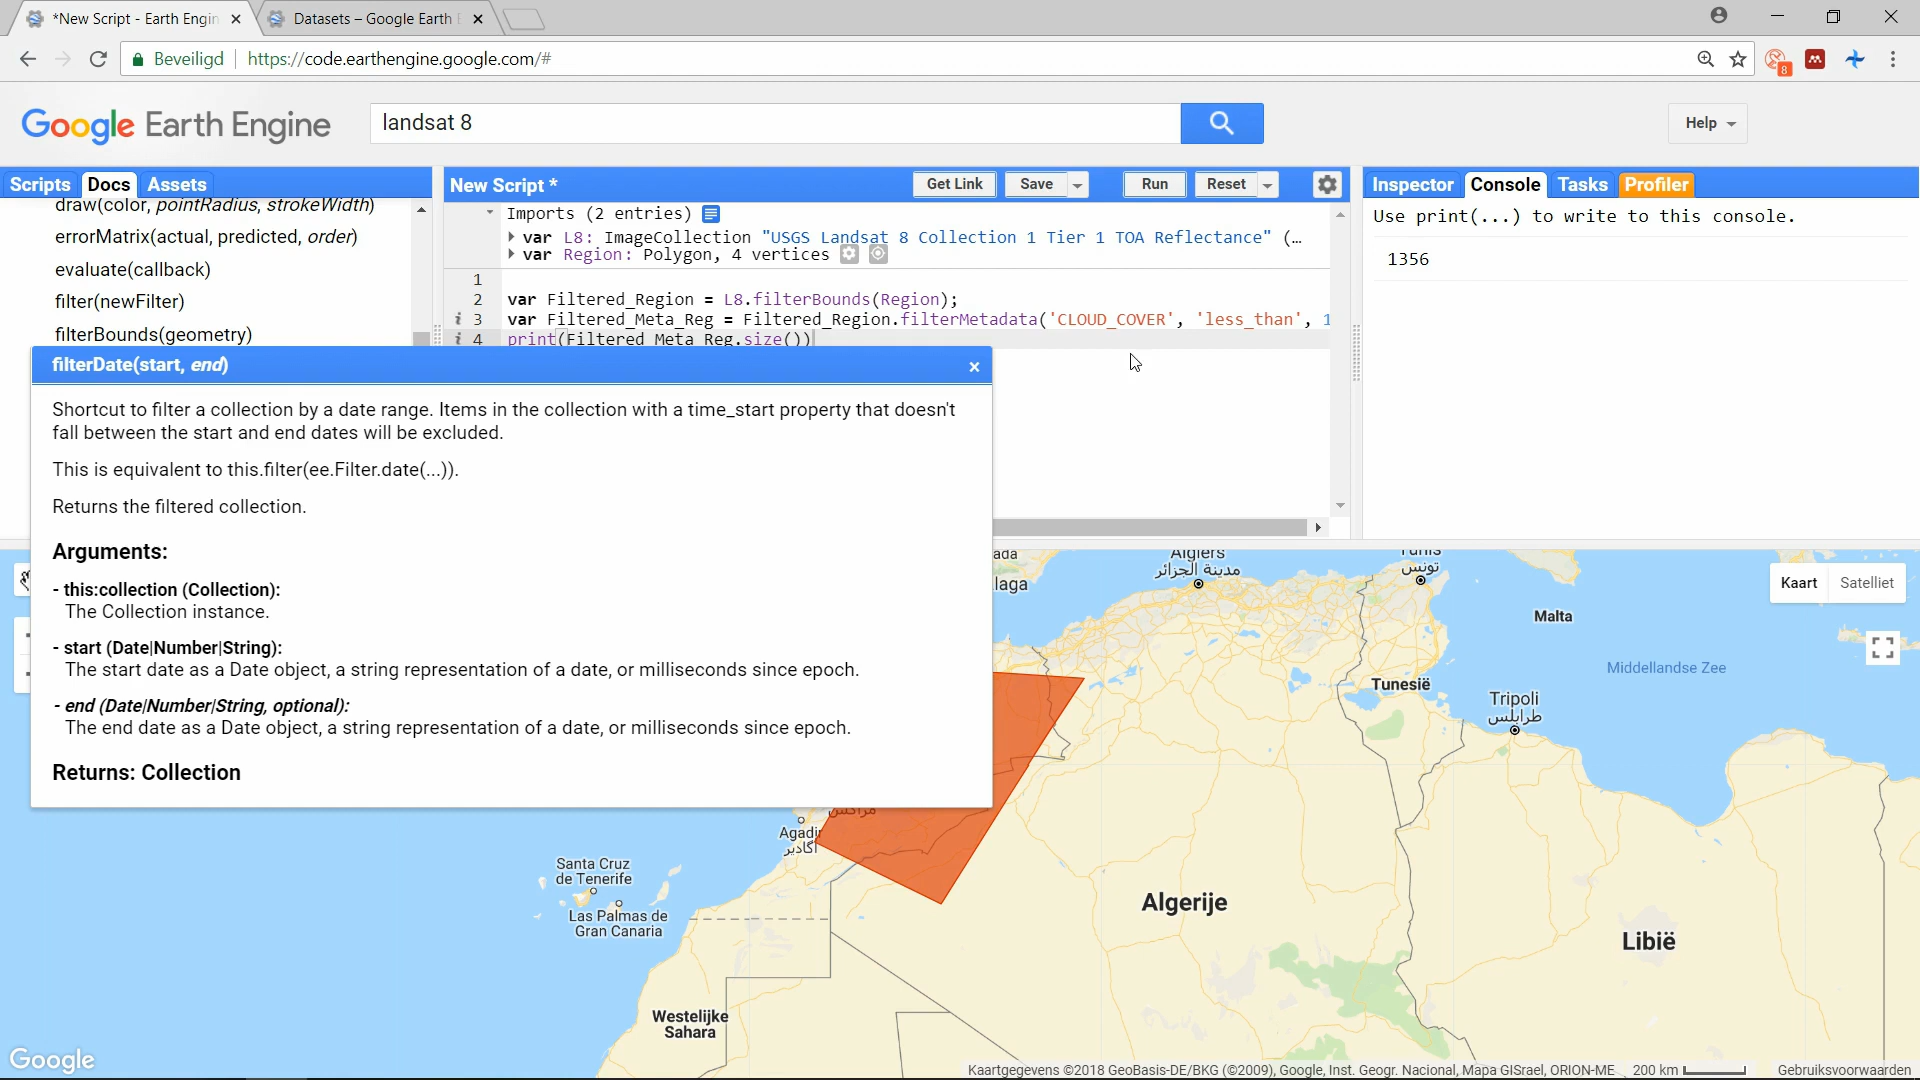 *New Script - Earth Engin
Datasets – Google Earth E
Beveiligd
https://code.earthengine.google.com/#
8
Google Earth Engine
landsat 8
Help
Scripts
Docs
Assets
New Script *
Get Link
Save
Run
Reset
Inspector
Console
Tasks
Profiler
draw(color, pointRadius, strokeWidth)
errorMatrix(actual, predicted, order)
evaluate(callback)
filter(newFilter)
filterBounds(geometry)
Imports (2 entries)
var L8: ImageCollection "USGS Landsat 8 Collection 1 Tier 1 TOA Reflectance" (…
var Region: Polygon, 4 vertices
1
2 var Filtered_Region = L8.filterBounds(Region);
i 3 var Filtered_Meta_Reg = Filtered_Region.filterMetadata('CLOUD_COVER', 'less_than', 1
i 4 print(Filtered_Meta_Reg.size())
Use print(...) to write to this console.
1356
filterDate(start, end)
×
Shortcut to filter a collection by a date range. Items in the collection with a time_start property that doesn't
fall between the start and end dates will be excluded.
This is equivalent to this.filter(ee.Filter.date(...)).
Returns the filtered collection.
Arguments:
- this:collection (Collection):
The Collection instance.
- start (Date|Number|String):
The start date as a Date object, a string representation of a date, or milliseconds since epoch.
- end (Date|Number|String, optional):
The end date as a Date object, a string representation of a date, or milliseconds since epoch.
Returns: Collection
ada
laga
Algiers
مدينة الجزائر
Tunis
تونس
Malta
Kaart
Satelliet
Middellandse Zee
Tunesië
Tripoli
طرابلس
مراكش
Agadir
أكادير
Santa Cruz
de Tenerife
Las Palmas de
Gran Canaria
Algerije
Libië
Westelijke
Sahara
Google
Kaartgegevens ©2018 GeoBasis-DE/BKG (©2009), Google, Inst. Geogr. Nacional, Mapa GISrael, ORION-ME
200 km
Gebruiksvoorwaarden